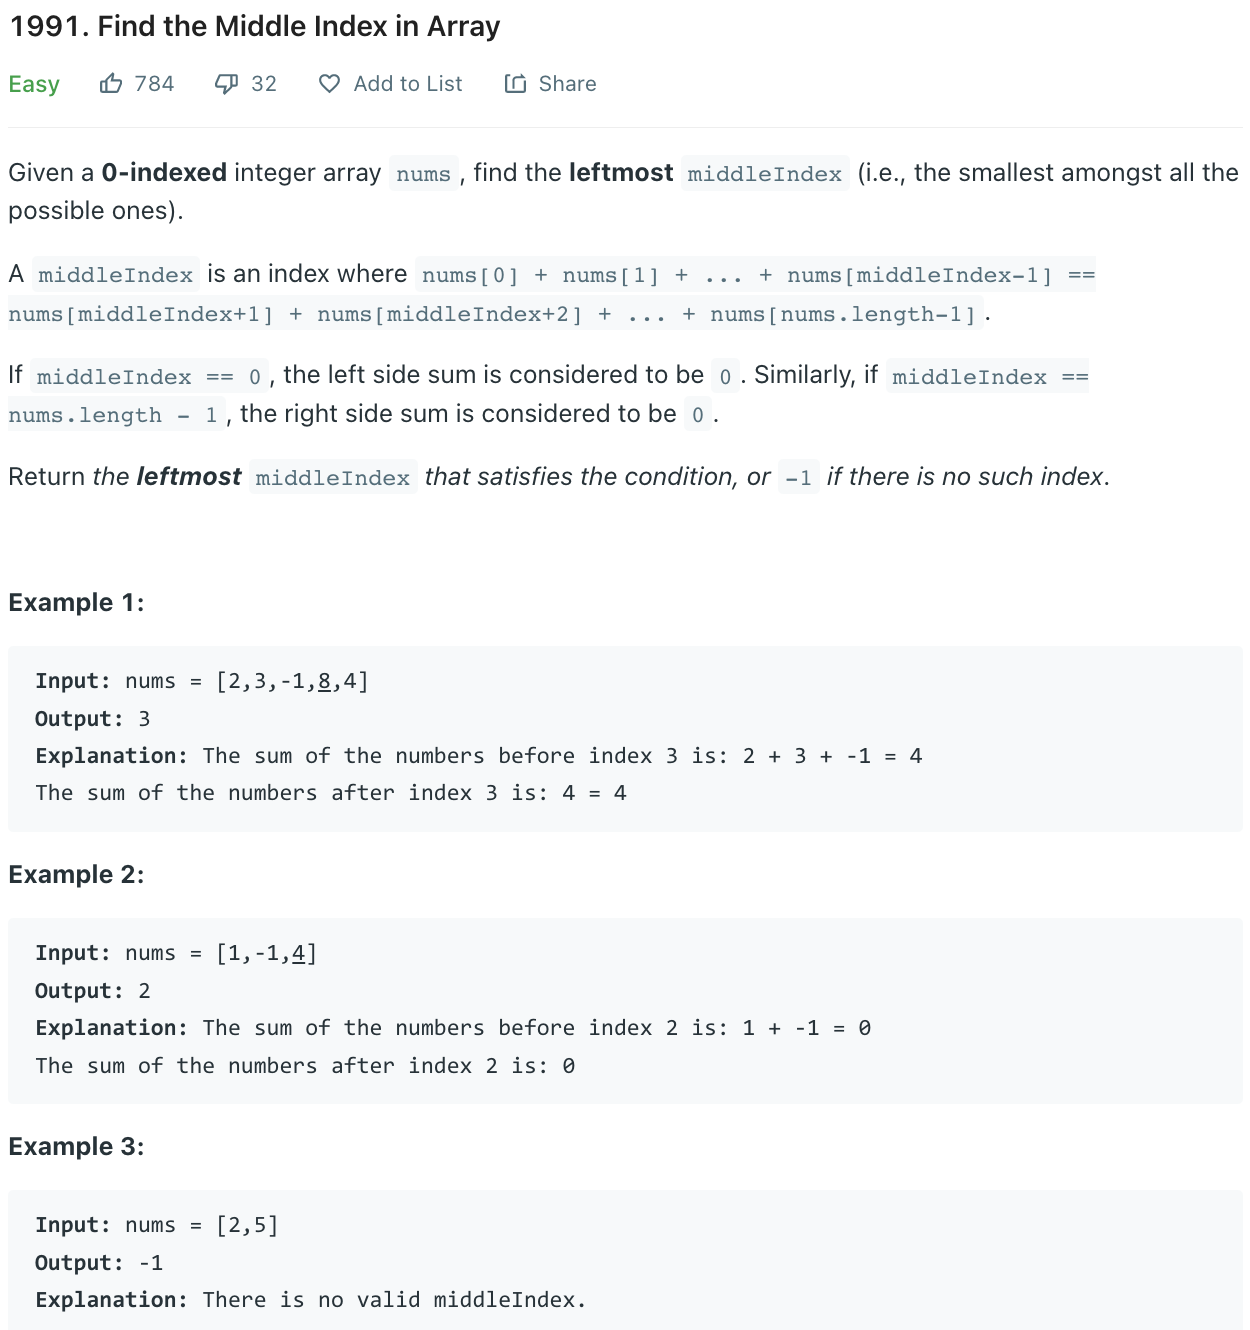 1991. Find the Middle Index in Array
Easy 784 32 Add to List Share
Given a 0-indexed integer array nums , find the leftmost middleIndex (i.e., the smallest amongst all the
possible ones).
A middleIndex is an index where nums[0] + nums[1] + ... + nums[middleIndex-1] ==
nums[middleIndex+1] + nums[middleIndex+2] + ... + nums[nums.length-1] .
If middleIndex == 0 , the left side sum is considered to be 0 . Similarly, if middleIndex ==
nums.length - 1 , the right side sum is considered to be 0 .
Return the leftmost middleIndex that satisfies the condition, or -1 if there is no such index.
Example 1:
Input: nums = [2,3,-1,8,4]
Output: 3
Explanation: The sum of the numbers before index 3 is: 2 + 3 + -1 = 4
The sum of the numbers after index 3 is: 4 = 4
Example 2:
Input: nums = [1,-1,4]
Output: 2
Explanation: The sum of the numbers before index 2 is: 1 + -1 = 0
The sum of the numbers after index 2 is: 0
Example 3:
Input: nums = [2,5]
Output: -1
Explanation: There is no valid middleIndex.